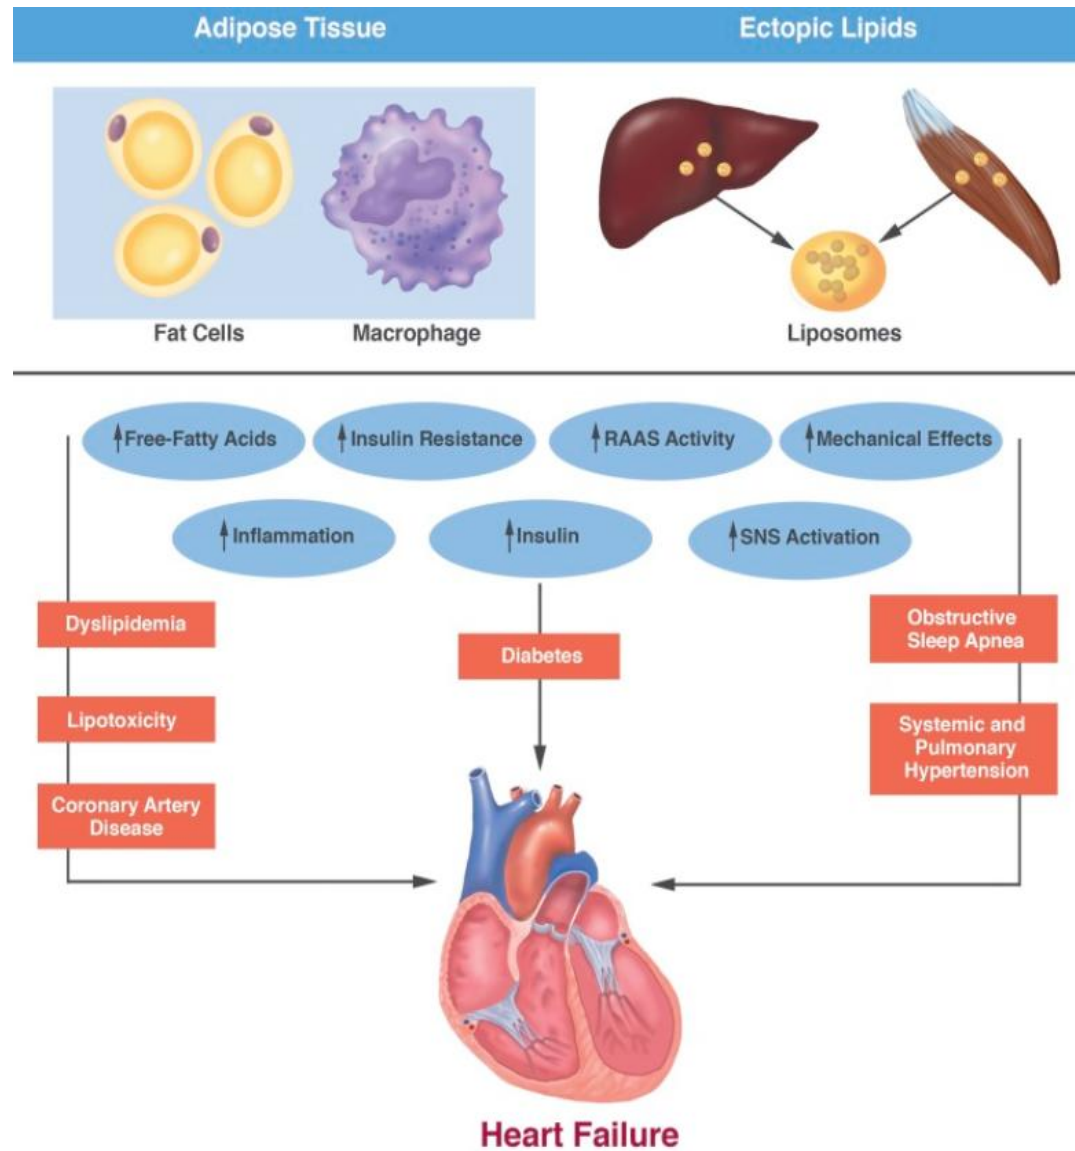 Adipose Tissue
Ectopic Lipids
Fat Cells
Macrophage
Liposomes
↑Free-Fatty Acids
↑Insulin Resistance
↑RAAS Activity
↑Mechanical Effects
↑Inflammation
↑Insulin
↑SNS Activation
Dyslipidemia
Lipotoxicity
Coronary Artery
Disease
Diabetes
Obstructive
Sleep Apnea
Systemic and
Pulmonary
Hypertension
Heart Failure